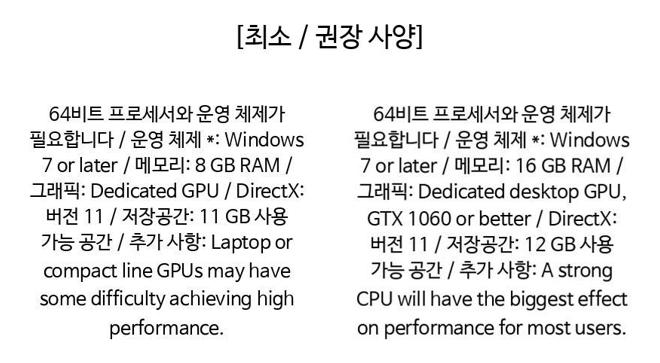 [최소 / 권장 사양]
64비트 프로세서와 운영 체제가
필요합니다 / 운영 체제 *: Windows
7 or later / 메모리: 8 GB RAM /
그래픽: Dedicated GPU / DirectX:
버전 11 / 저장공간: 11 GB 사용
가능 공간 / 추가 사항: Laptop or
compact line GPUs may have
some difficulty achieving high
performance.
64비트 프로세서와 운영 체제가
필요합니다 / 운영 체제 *: Windows
7 or later / 메모리: 16 GB RAM /
그래픽: Dedicated desktop GPU,
GTX 1060 or better / DirectX:
버전 11 / 저장공간: 12 GB 사용
가능 공간 / 추가 사항: A strong
CPU will have the biggest effect
on performance for most users.